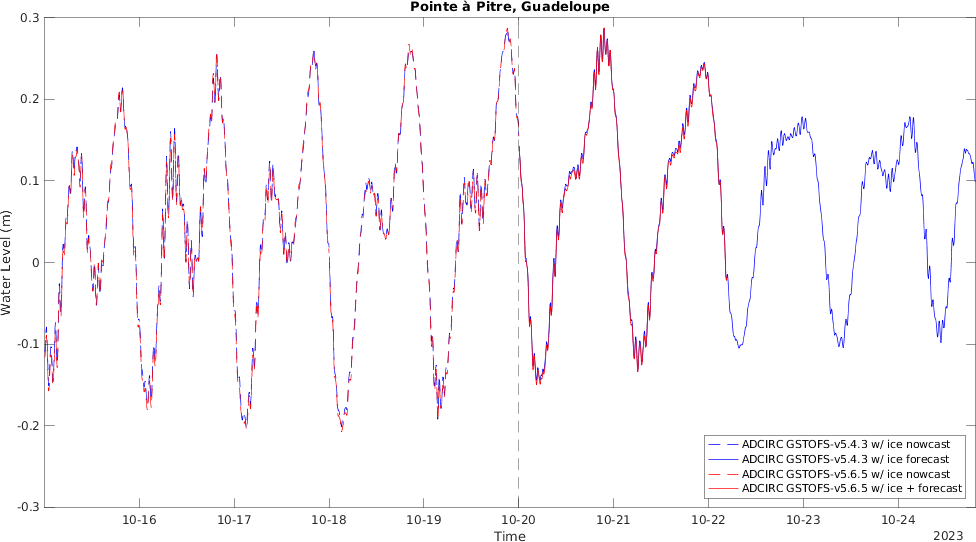 Pointe à Pitre, Guadeloupe
0.3
0.2
0.1
0
-0.1
-0.2
-0.3
Water Level (m)
10-16
10-17
10-18
10-19
10-20
10-21
10-22
10-23
10-24
Time
2023
ADCIRC GSTOFS-v5.4.3 w/ ice nowcast
ADCIRC GSTOFS-v5.4.3 w/ ice forecast
ADCIRC GSTOFS-v5.6.5 w/ ice nowcast
ADCIRC GSTOFS-v5.6.5 w/ ice + forecast